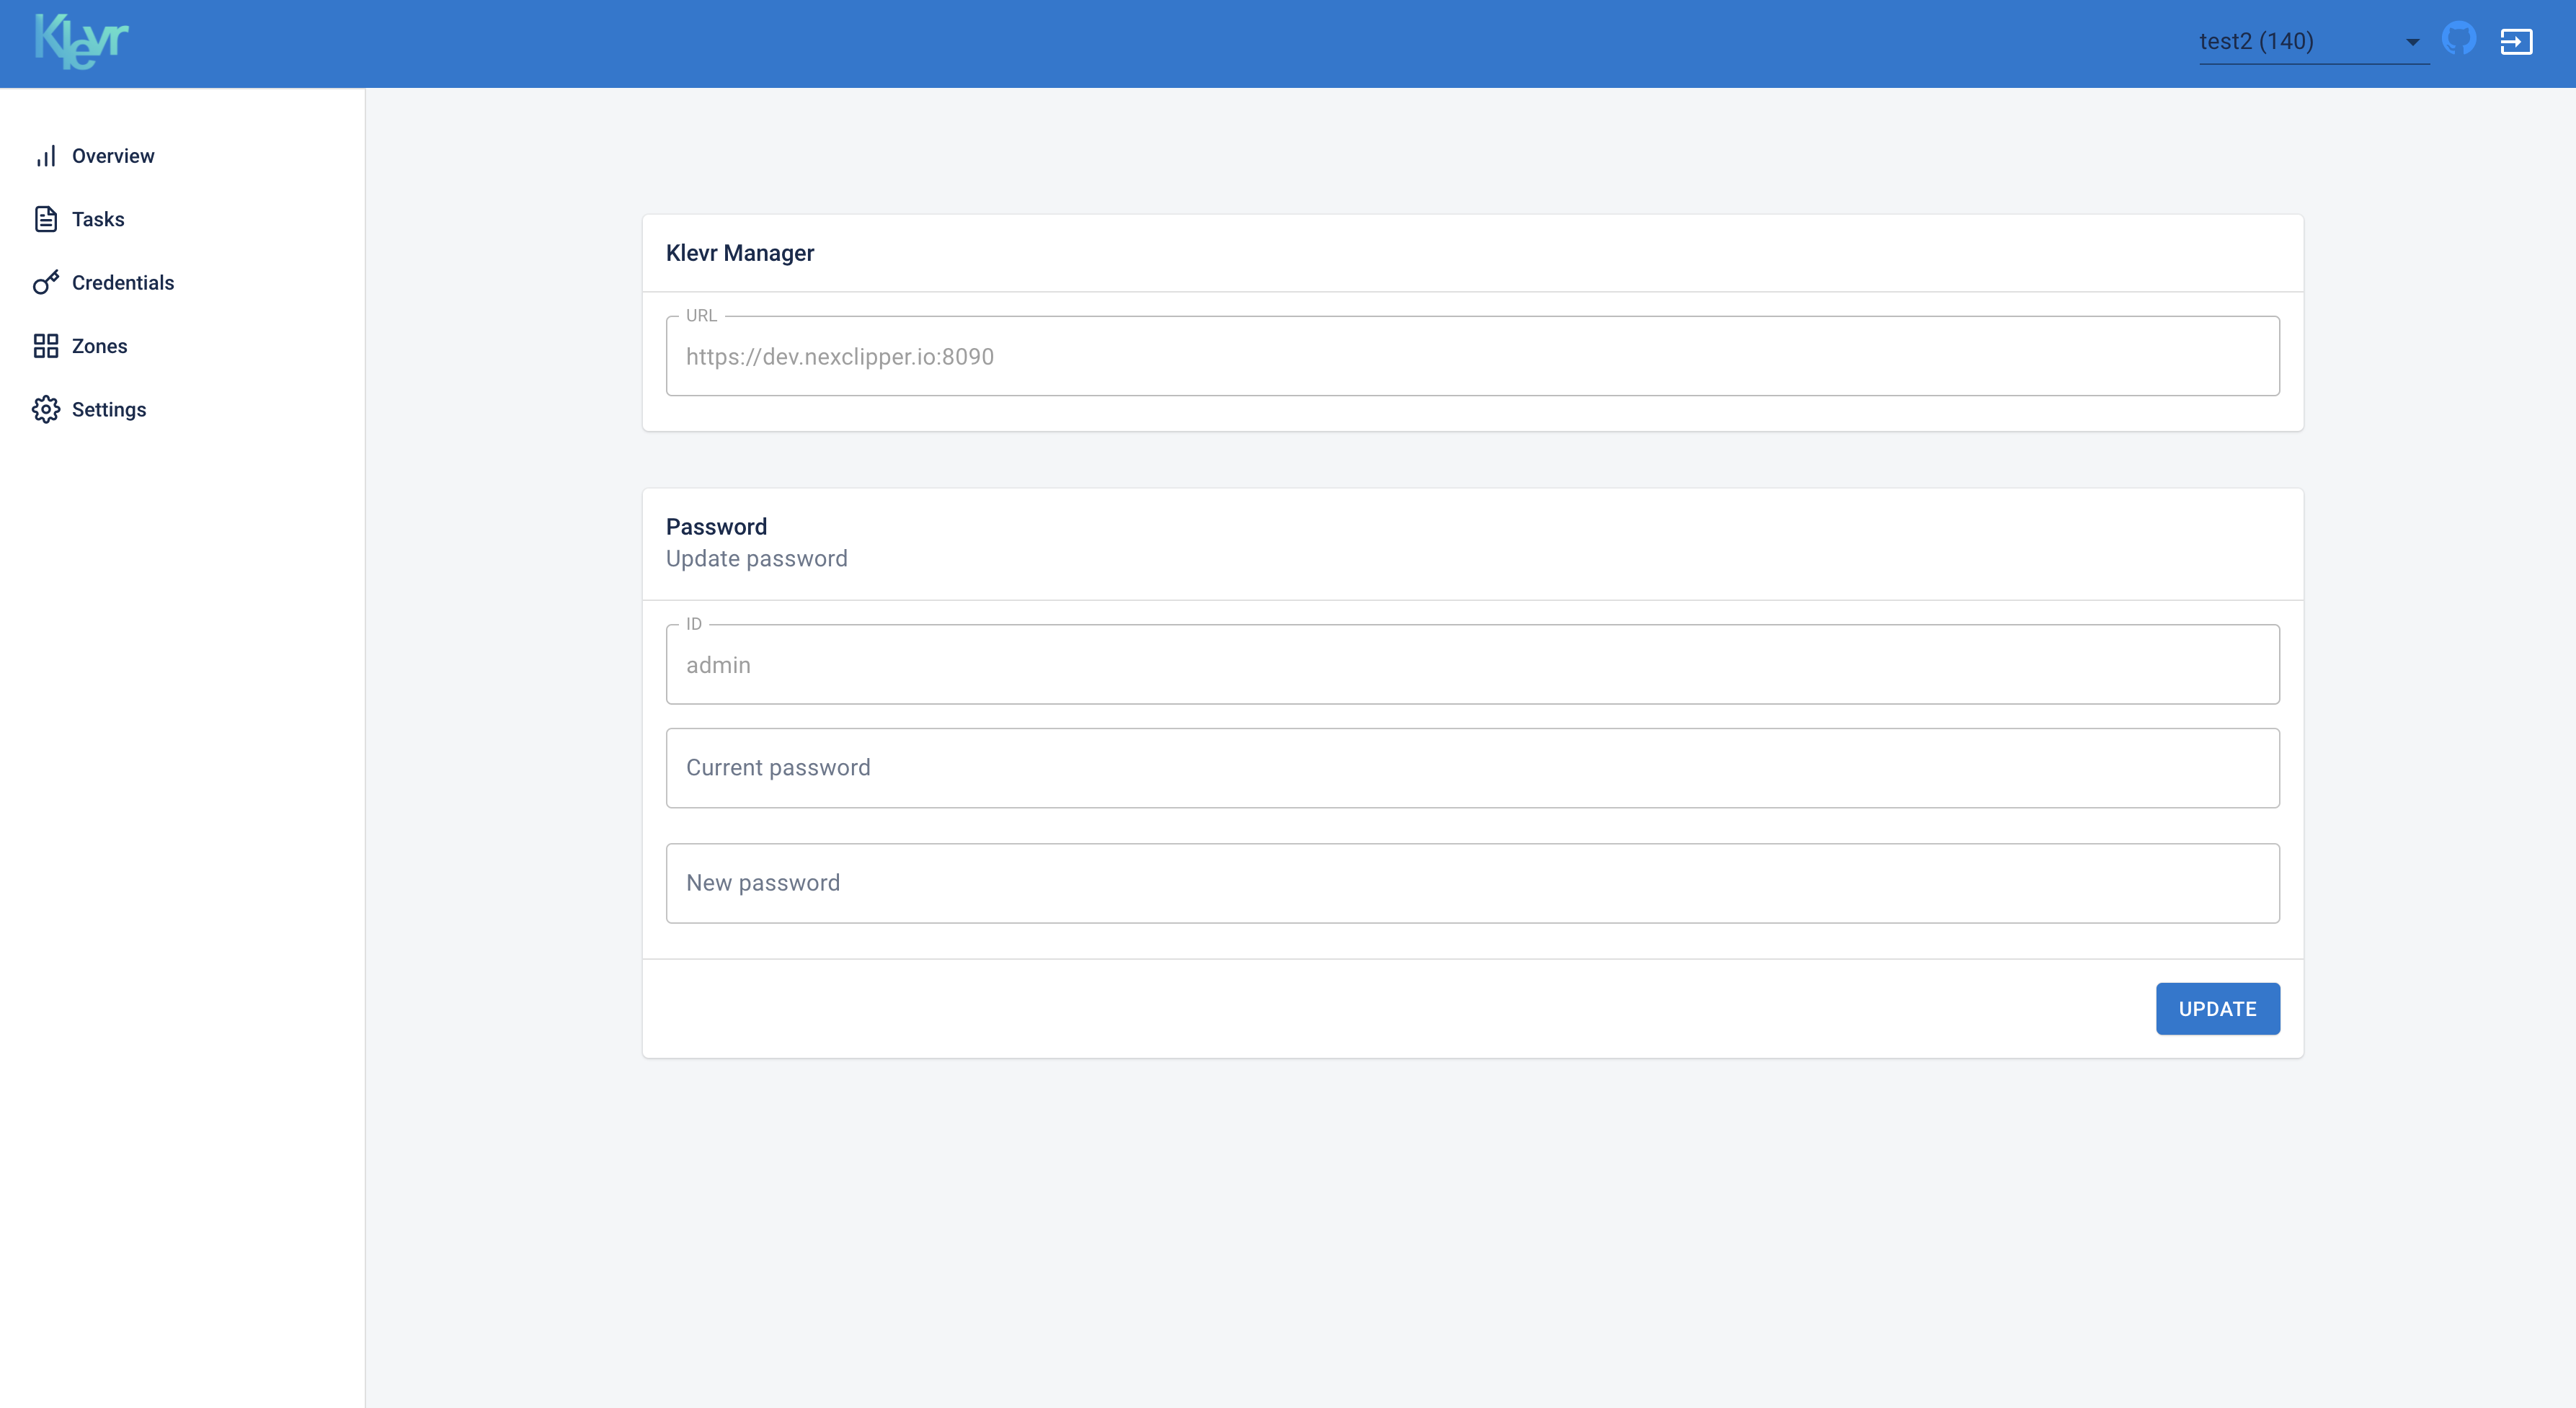 Klevr
test2 (140)
Overview
Tasks
Credentials
Zones
Settings
Klevr Manager
URL
https://dev.nexclipper.io:8090
Password
Update password
ID
admin
Current password
New password
UPDATE